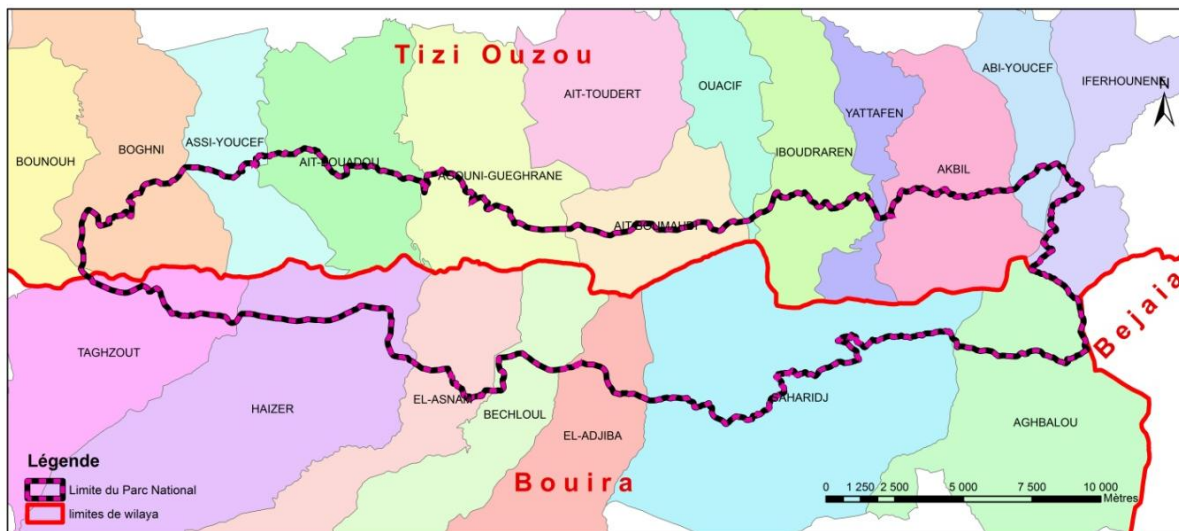 Tizi Ouzou
ABI-YOUCEF
IFERHOUNENE
OUACIF
AIT-TOUDERT
N
YATTAFEN
BOUNOUH
BOGHNI
ASSI-YOUCEF
IBOUDRAREN
AIT-BOUADOU
AKBIL
AGOUNI-GUEGHRANE
AIT-BOUMAHDI
Bejaia
TAGHZOUT
HAIZER
EL-ASNAM
BECHLOUL
SAHARIDJ
EL-ADJIBA
AGHBALOU
Bouira
Légende
Limite du Parc National
limites de wilaya
0 1 250 2 500 5 000 7 500 10 000
Mètres